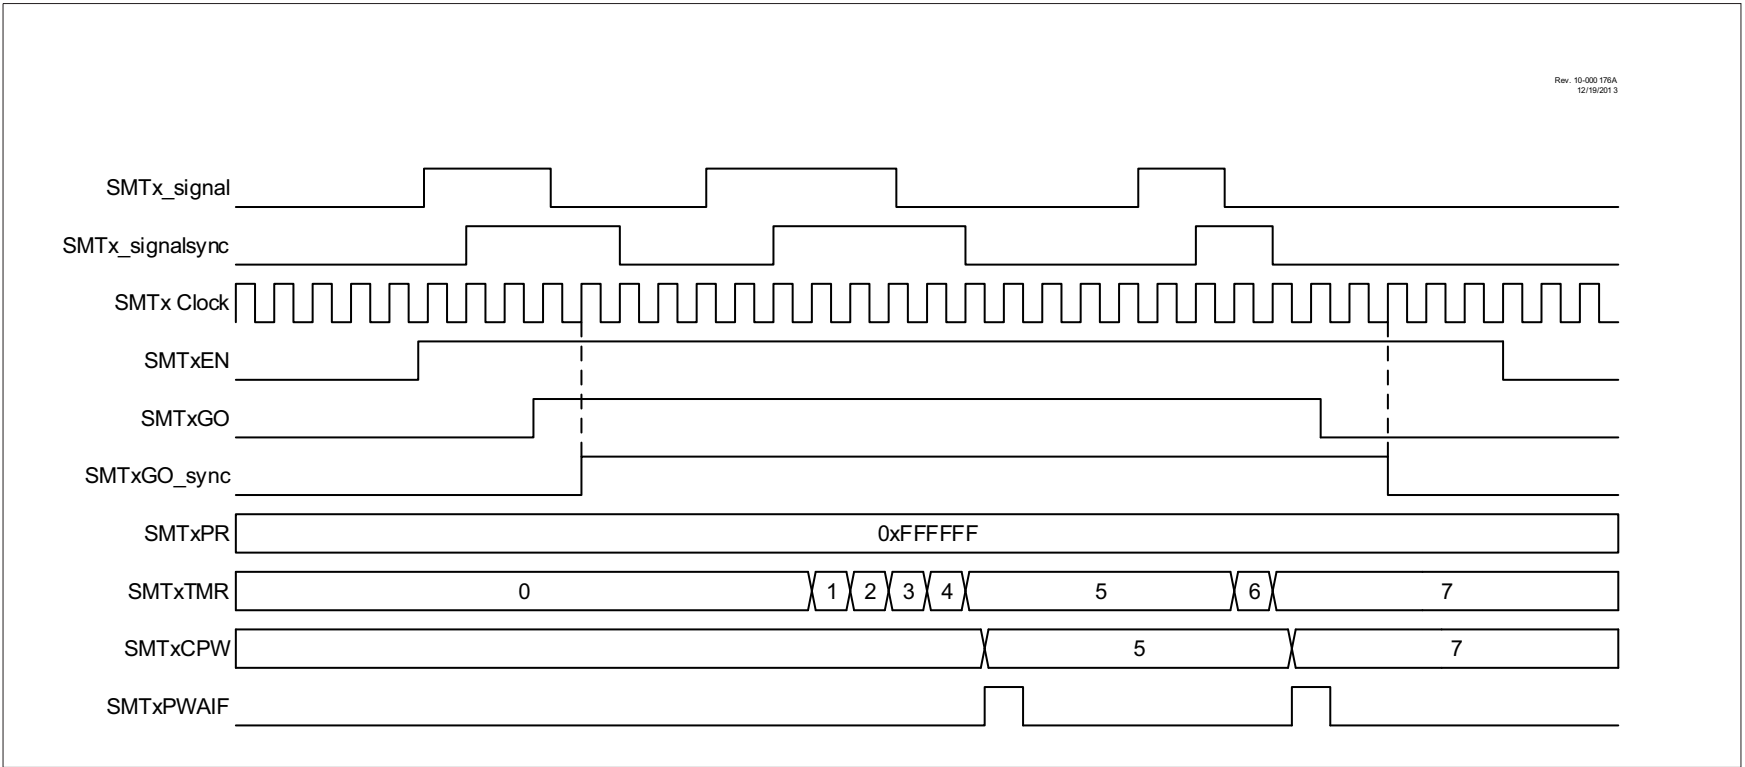 Rev. 10-000 176A
12/19/201 3
SMTx_signal
SMTx_signalsync
SMTx Clock
SMTxEN
SMTxGO
SMTxGO_sync
SMTxPR 0xFFFFFF
SMTxTMR 0 1 2 3 4 5 6 7
SMTxCPW 5 7
SMTxPWAIF